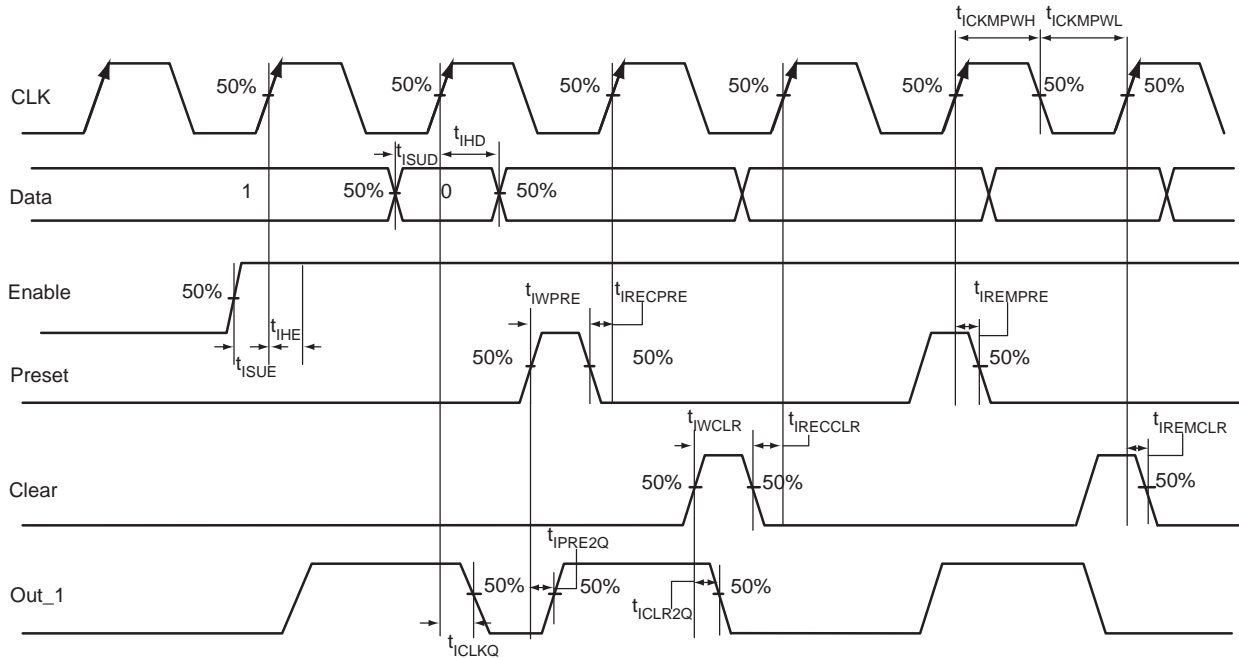 tICKMPWH tICKMPWL
CLK 50% 50% 50% 50% 50% 50% 50%
tISUD tIHD
Data 1 50% 0 50%
Enable 50%
tIHE
tISUE
tIWPRE tIRECPRE tIREMPRE
Preset 50% 50% 50%
tIWCLR tIRECCLR tIREMCLR
Clear 50% 50% 50%
tIPRE2Q
Out_1 50% 50% 50%
tICLR2Q
tICLKQ